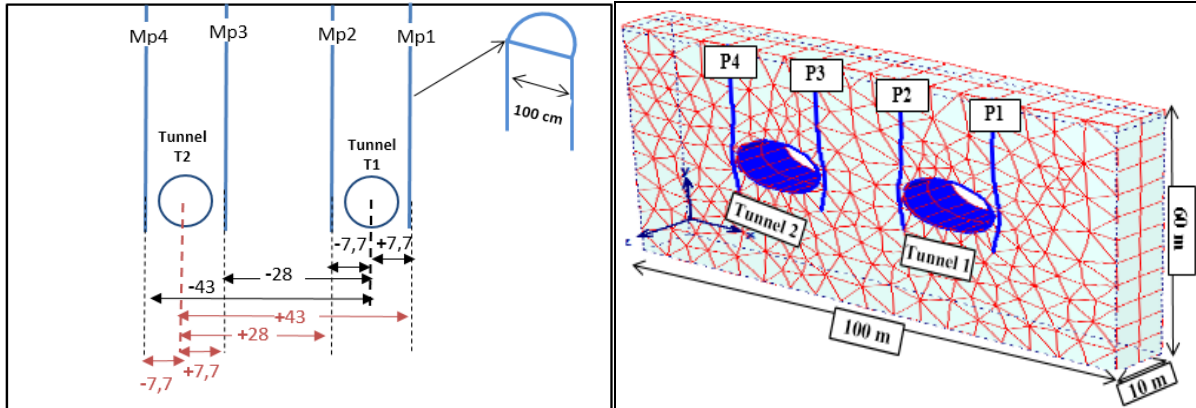 Mp4
Mp3
Mp2
Mp1
100 cm
Tunnel
T2
Tunnel
T1
-7,7
+7,7
-28
-43
+43
+28
+7,7
-7,7
P4
P3
P2
P1
Y
Z
x
Tunnel 2
Tunnel 1
60 m
100 m
10 m